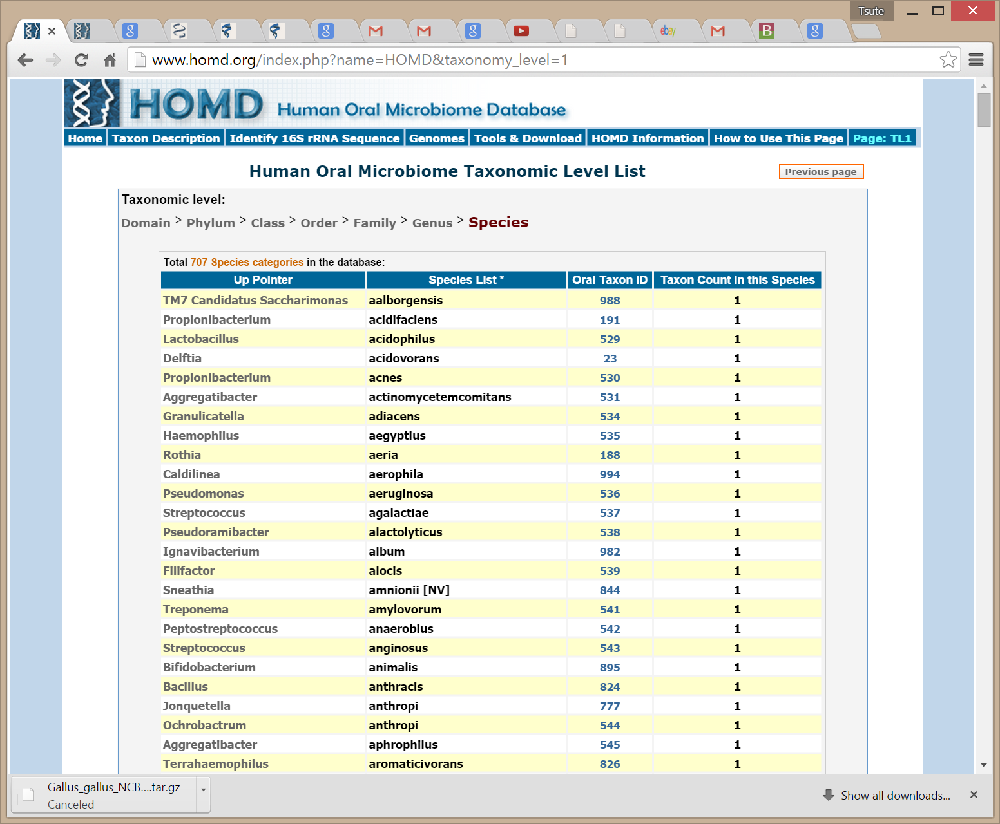 Tsute
g g g ebay B g
www.homd.org/index.php?name=HOMD&taxonomy_level=1
HOMD Human Oral Microbiome Database
Home Taxon Description Identify 16S rRNA Sequence Genomes Tools & Download HOMD Information How to Use This Page Page: TL1
Human Oral Microbiome Taxonomic Level List Previous page
Taxonomic level:
Domain > Phylum > Class > Order > Family > Genus > Species
Total 707 Species categories in the database:
Up Pointer Species List * Oral Taxon ID Taxon Count in this Species
TM7 Candidatus Saccharimonas aalborgensis 988 1
Propionibacterium acidifaciens 191 1
Lactobacillus acidophilus 529 1
Delftia acidovorans 23 1
Propionibacterium acnes 530 1
Aggregatibacter actinomycetemcomitans 531 1
Granulicatella adiacens 534 1
Haemophilus aegyptius 535 1
Rothia aeria 188 1
Caldilinea aerophila 994 1
Pseudomonas aeruginosa 536 1
Streptococcus agalactiae 537 1
Pseudoramibacter alactolyticus 538 1
Ignavibacterium album 982 1
Filifactor alocis 539 1
Sneathia amnionii [NV] 844 1
Treponema amylovorum 541 1
Peptostreptococcus anaerobius 542 1
Streptococcus anginosus 543 1
Bifidobacterium animalis 895 1
Bacillus anthracis 824 1
Jonquetella anthropi 777 1
Ochrobactrum anthropi 544 1
Aggregatibacter aphrophilus 545 1
Terrahaemophilus aromaticivorans 826 1
Gallus_gallus_NCB....tar.gz
Canceled
Show all downloads...